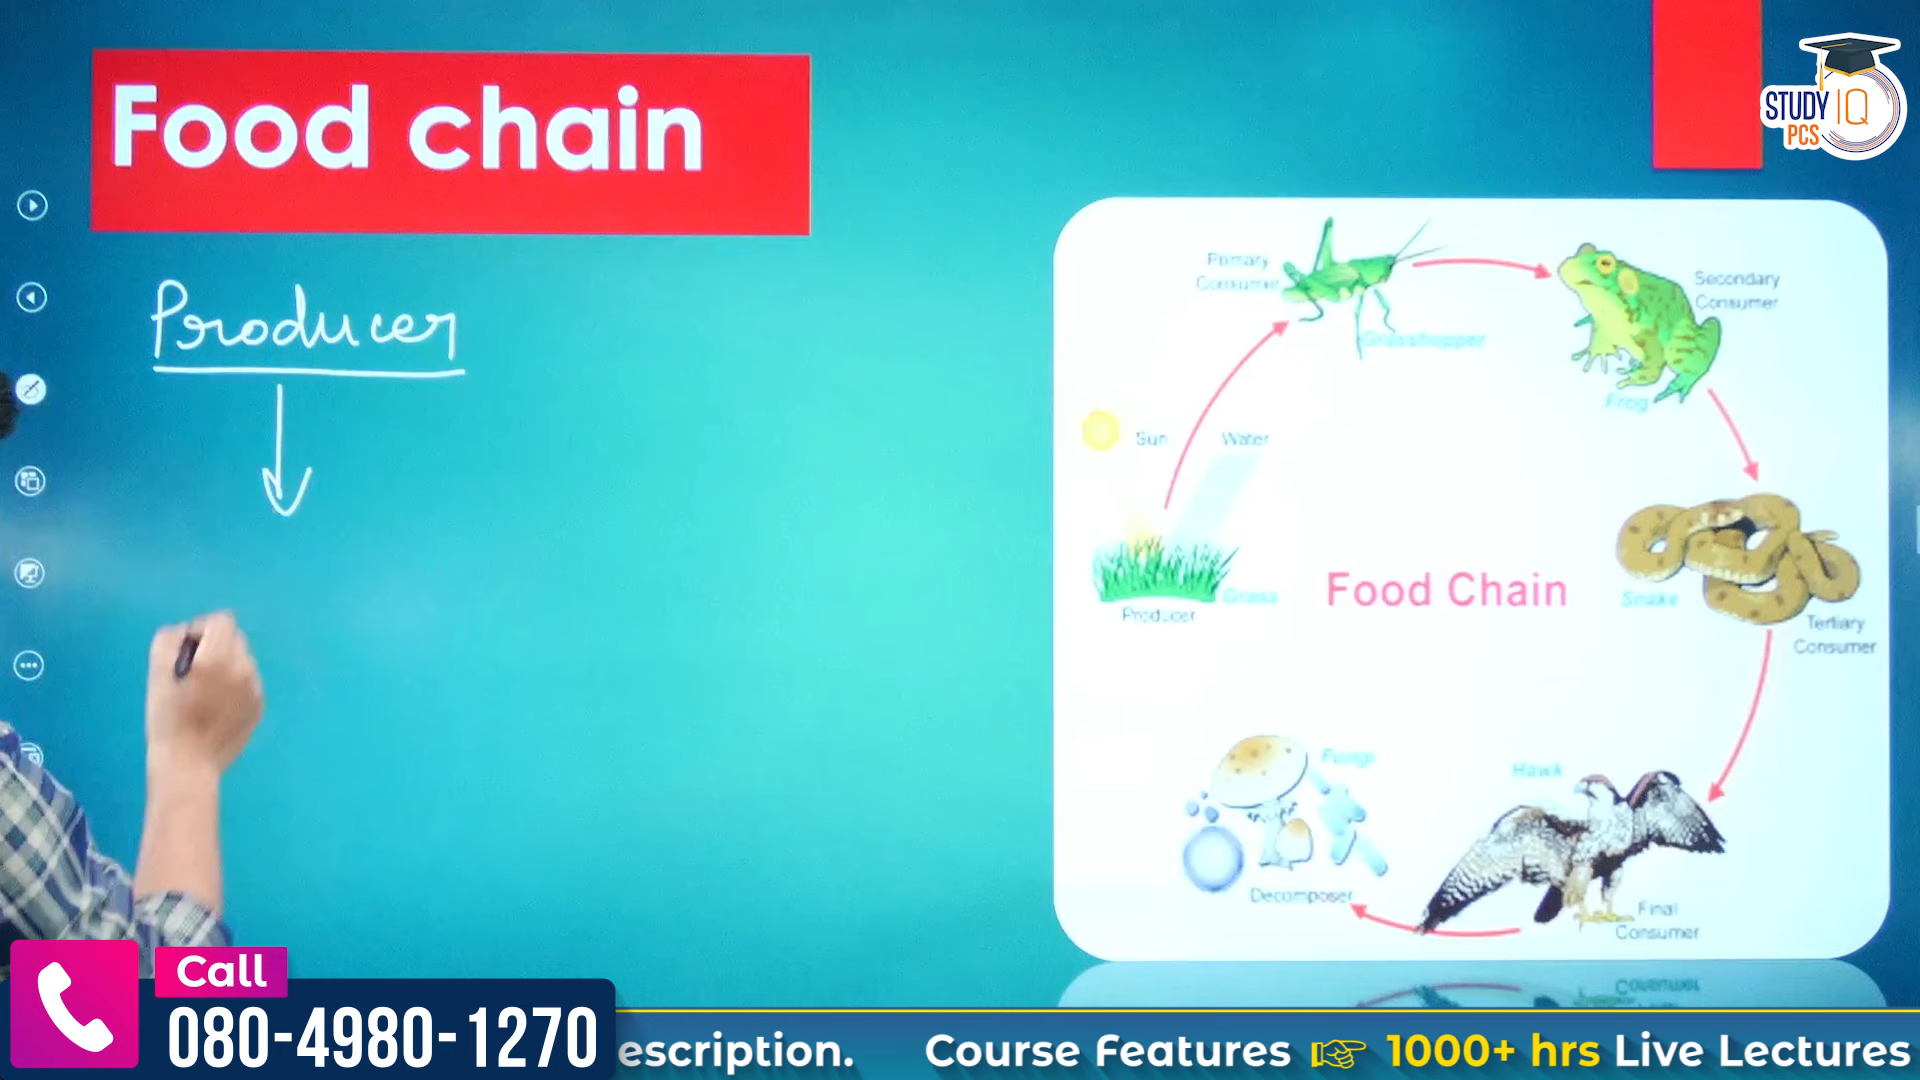 Food chain
STUDY IQ
PCS
Producer
Primary
Consumer
Grasshopper
Secondary
Consumer
Frog
Sun
Water
Grass
Producer
Food Chain
Snake
Tertiary
Consumer
Fungi
Decomposer
Hawk
Final
Consumer
Call
080-4980-1270
escription. Course Features 1000+ hrs Live Lectures